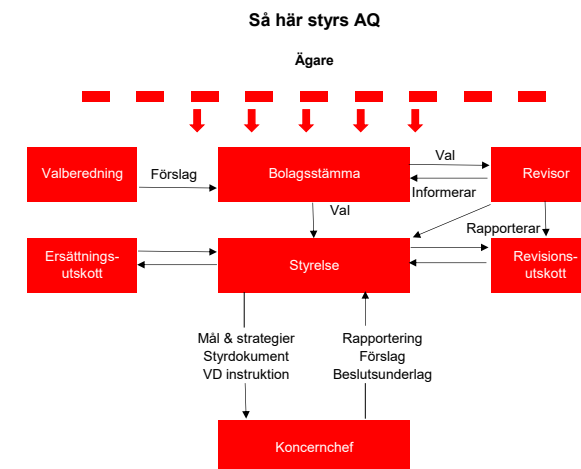 Så här styrs AQ
Ägare
Valberedning
Förslag
Bolagsstämma
Val
Informerar
Revisor
Val
Rapporterar
Ersättnings-
utskott
Styrelse
Revisions-
utskott
Mål & strategier
Styrdokument
VD instruktion
Rapportering
Förslag
Beslutsunderlag
Koncernchef